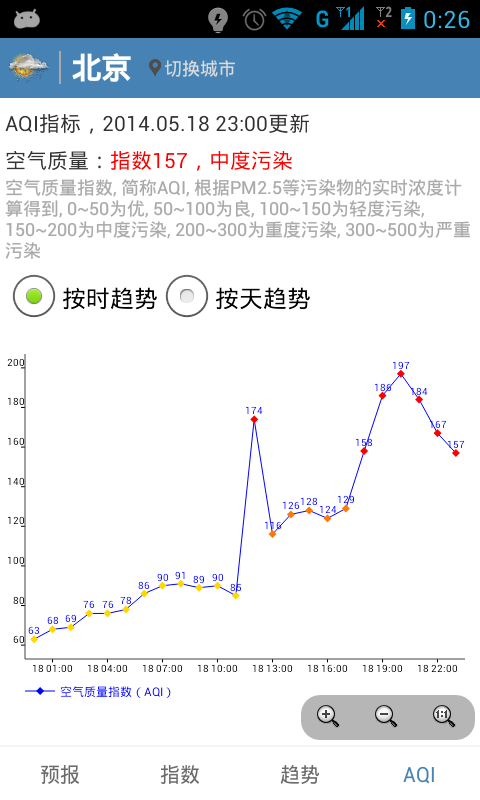 G 1 2 0:26
北京 切换城市
AQI指标，2014.05.18 23:00更新
空气质量：指数157，中度污染
空气质量指数, 简称AQI, 根据PM2.5等污染物的实时浓度计
算得到, 0~50为优, 50~100为良, 100~150为轻度污染,
150~200为中度污染, 200~300为重度污染, 300~500为严重
污染
按时趋势 按天趋势
200
180
160
140
120
100
80
60
63 68 69 76 76 78 86 90 91 89 90 85 174 116 126 128 124 129 158 186 197 184 167 157
18 01:00 18 04:00 18 07:00 18 10:00 18 13:00 18 16:00 18 19:00 18 22:00
空气质量指数（AQI）
1:1
预报 指数 趋势 AQI